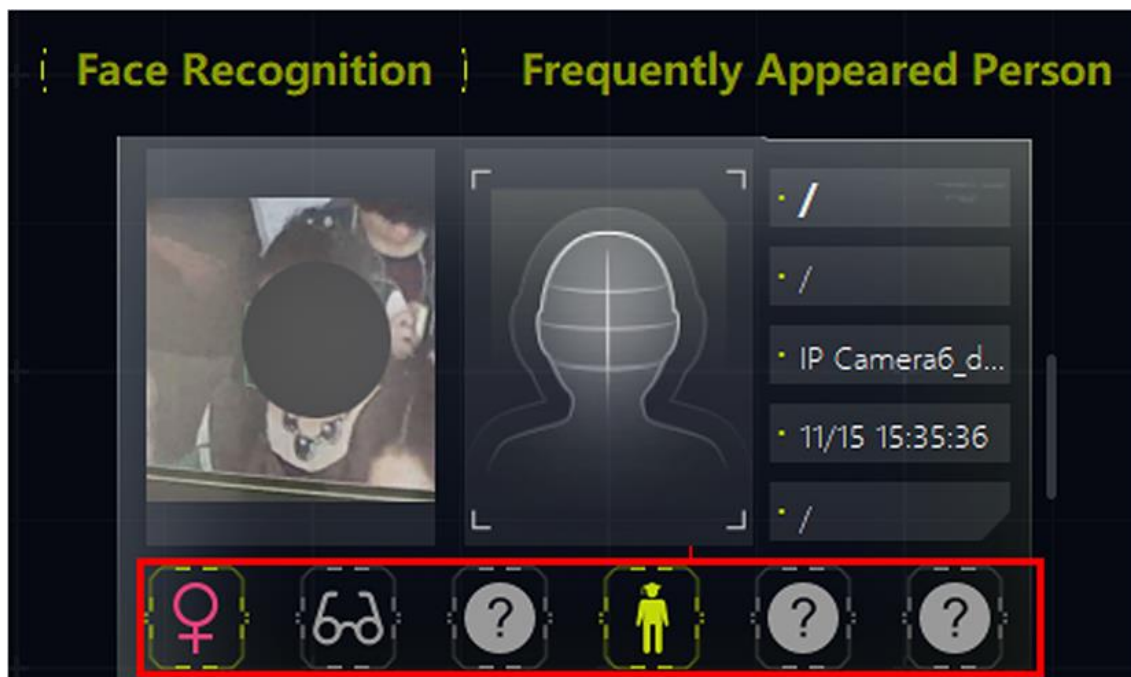 Face Recognition
Frequently Appeared Person
/
/
IP Camera6_d...
11/15 15:35:36
/
? ? ?